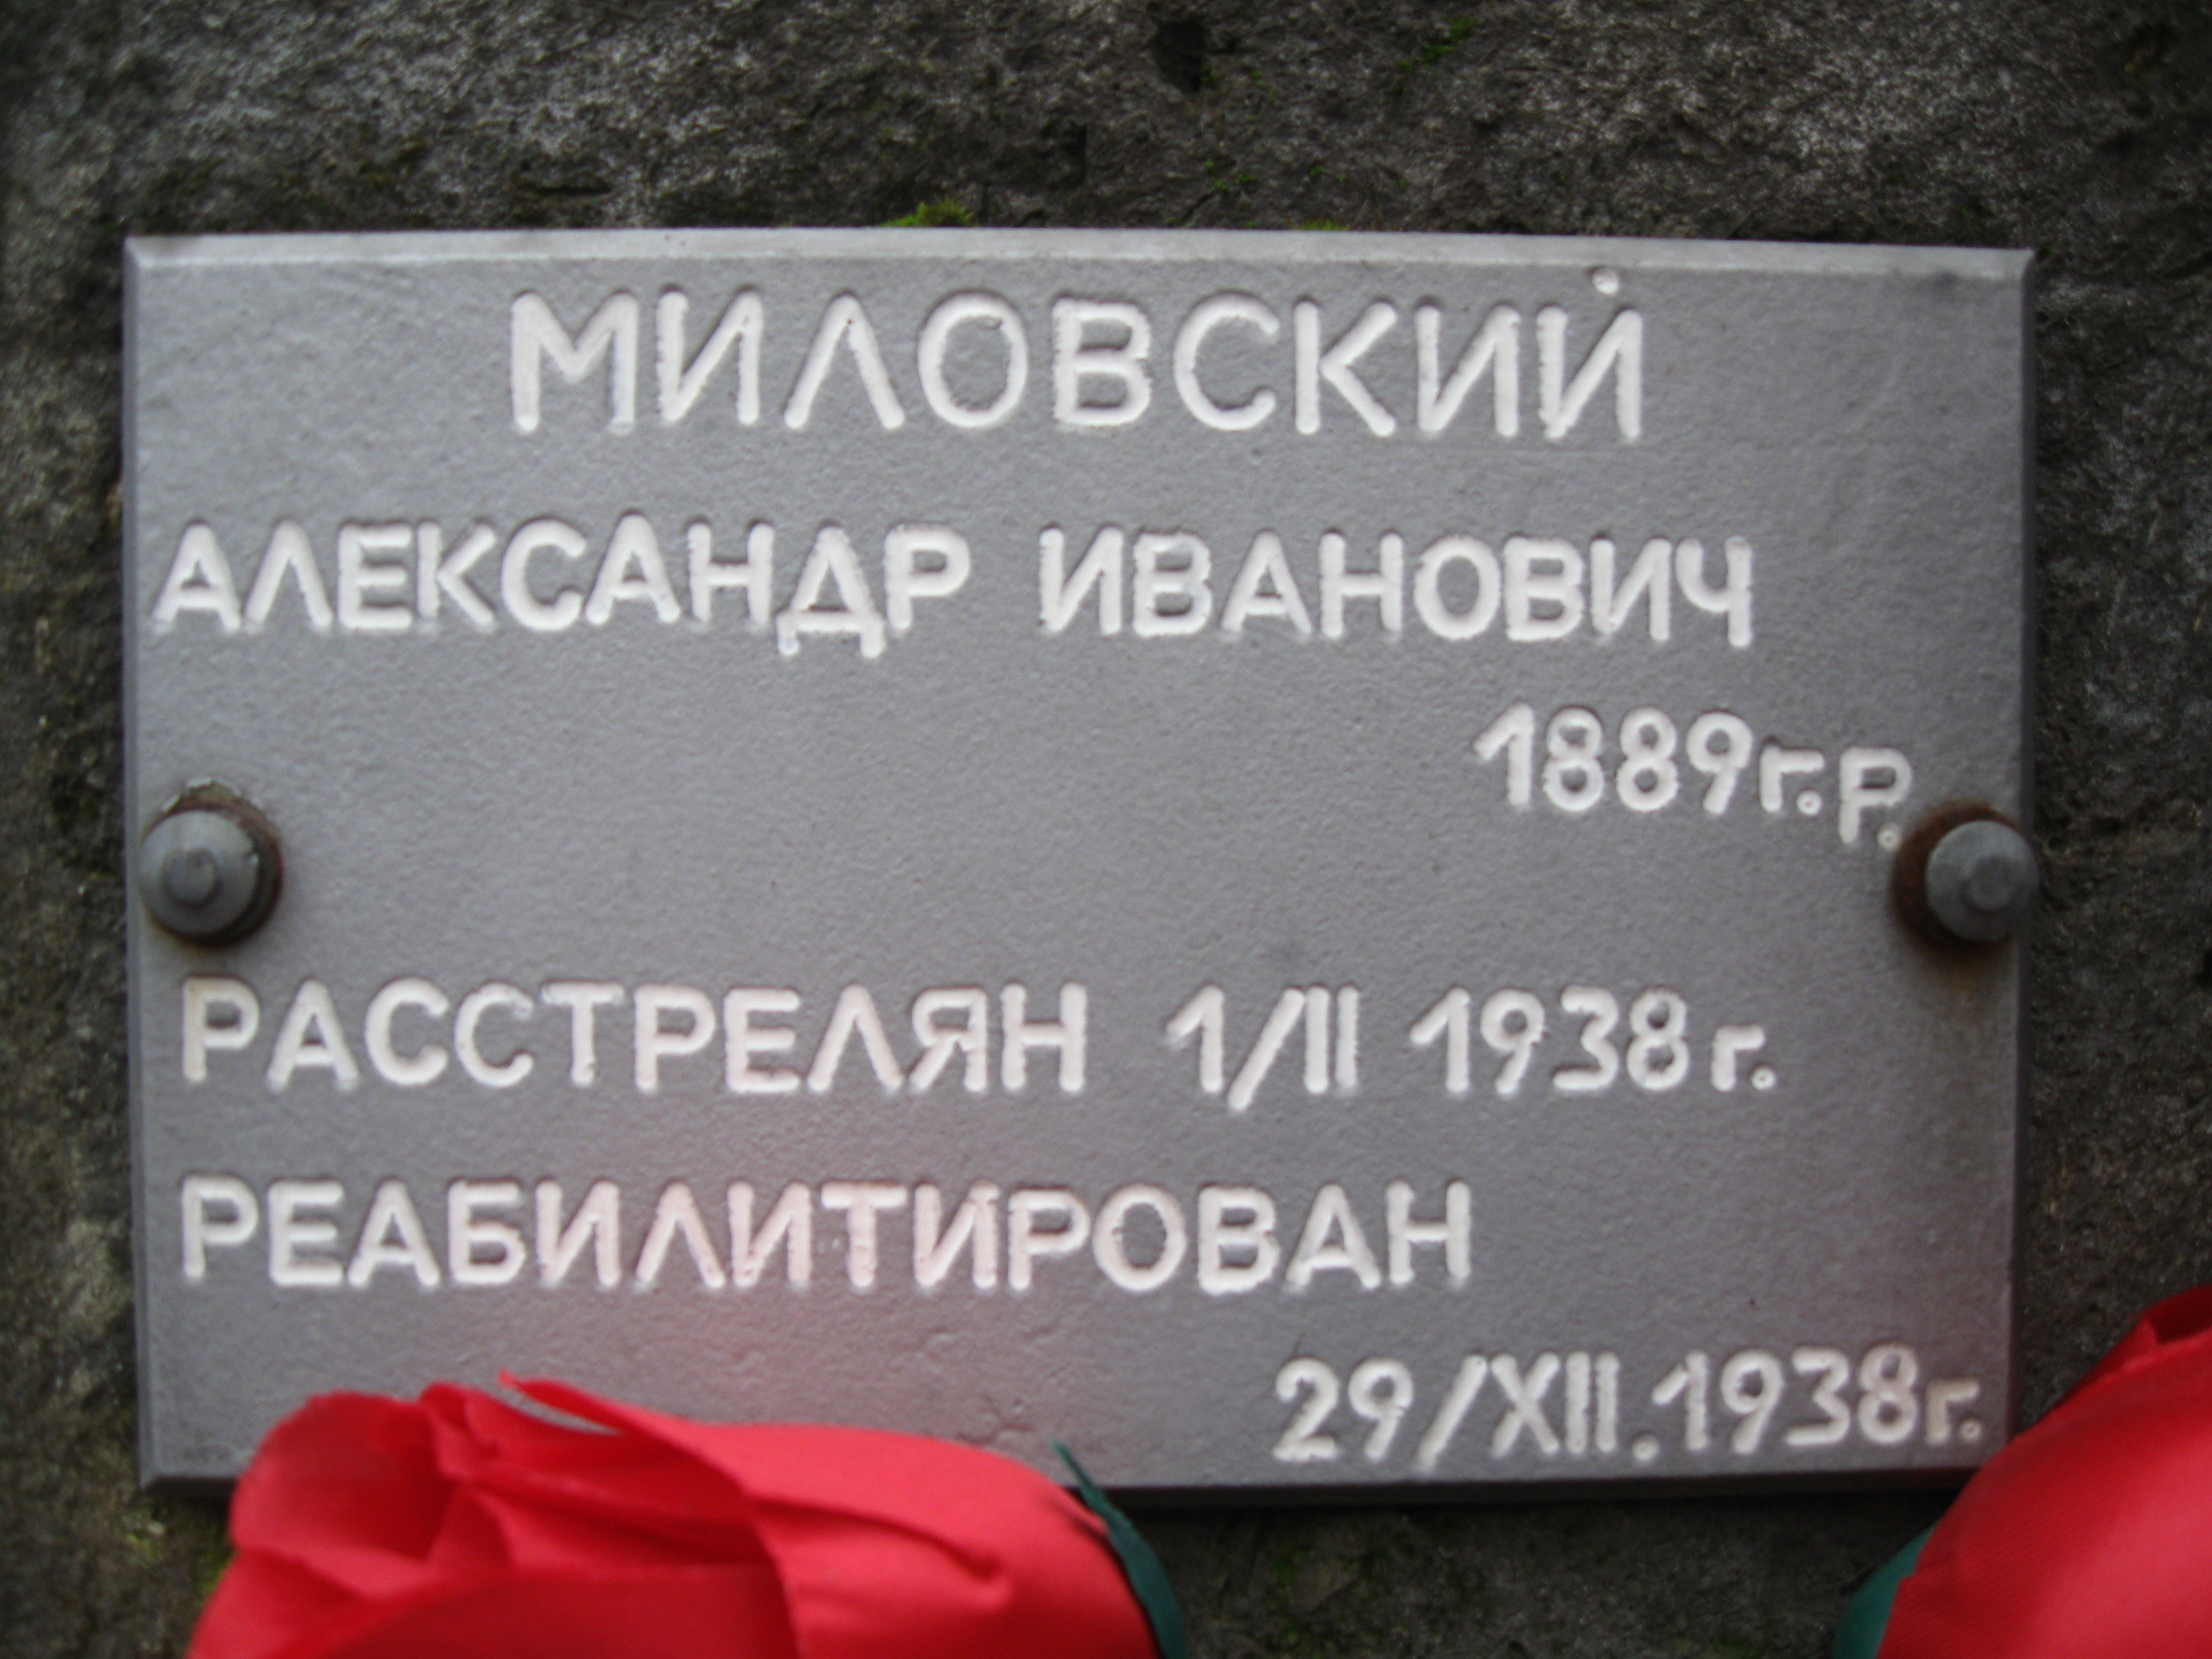 МИЛОВСКИЙ
АЛЕКСАНДР ИВАНОВИЧ
1889г.р.
РАССТРЕЛЯН 1/II 1938г.
РЕАБИЛИТИРОВАН
29/XII.1938г.